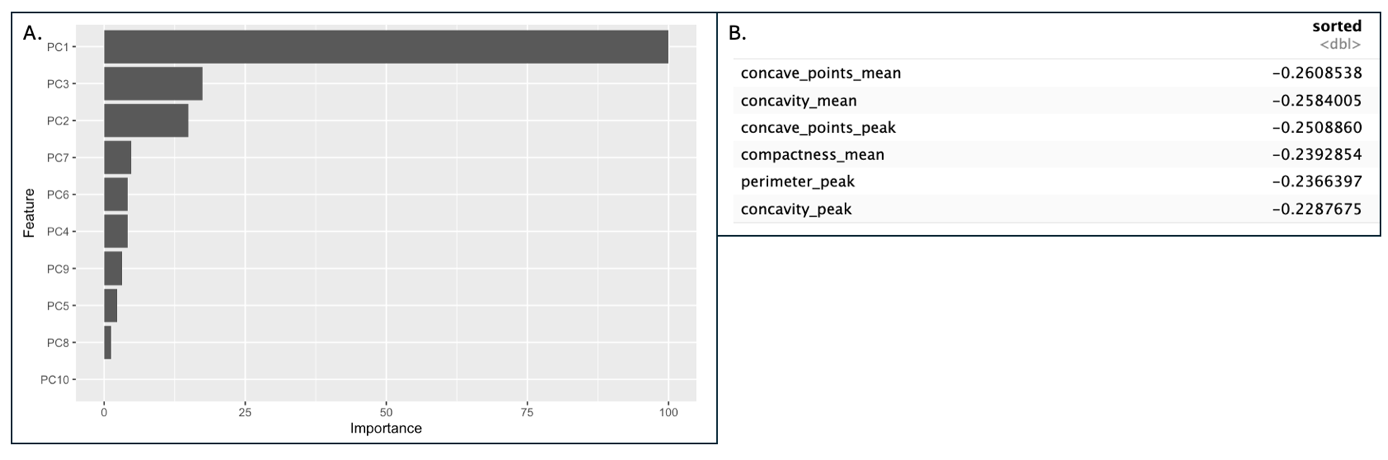 A.
PC1
PC3
PC2
PC7
PC6
PC4
PC9
PC5
PC8
PC10
Feature
0 25 50 75 100
Importance
B.
sorted
<dbl>
concave_points_mean -0.2608538
concavity_mean -0.2584005
concave_points_peak -0.2508860
compactness_mean -0.2392854
perimeter_peak -0.2366397
concavity_peak -0.2287675